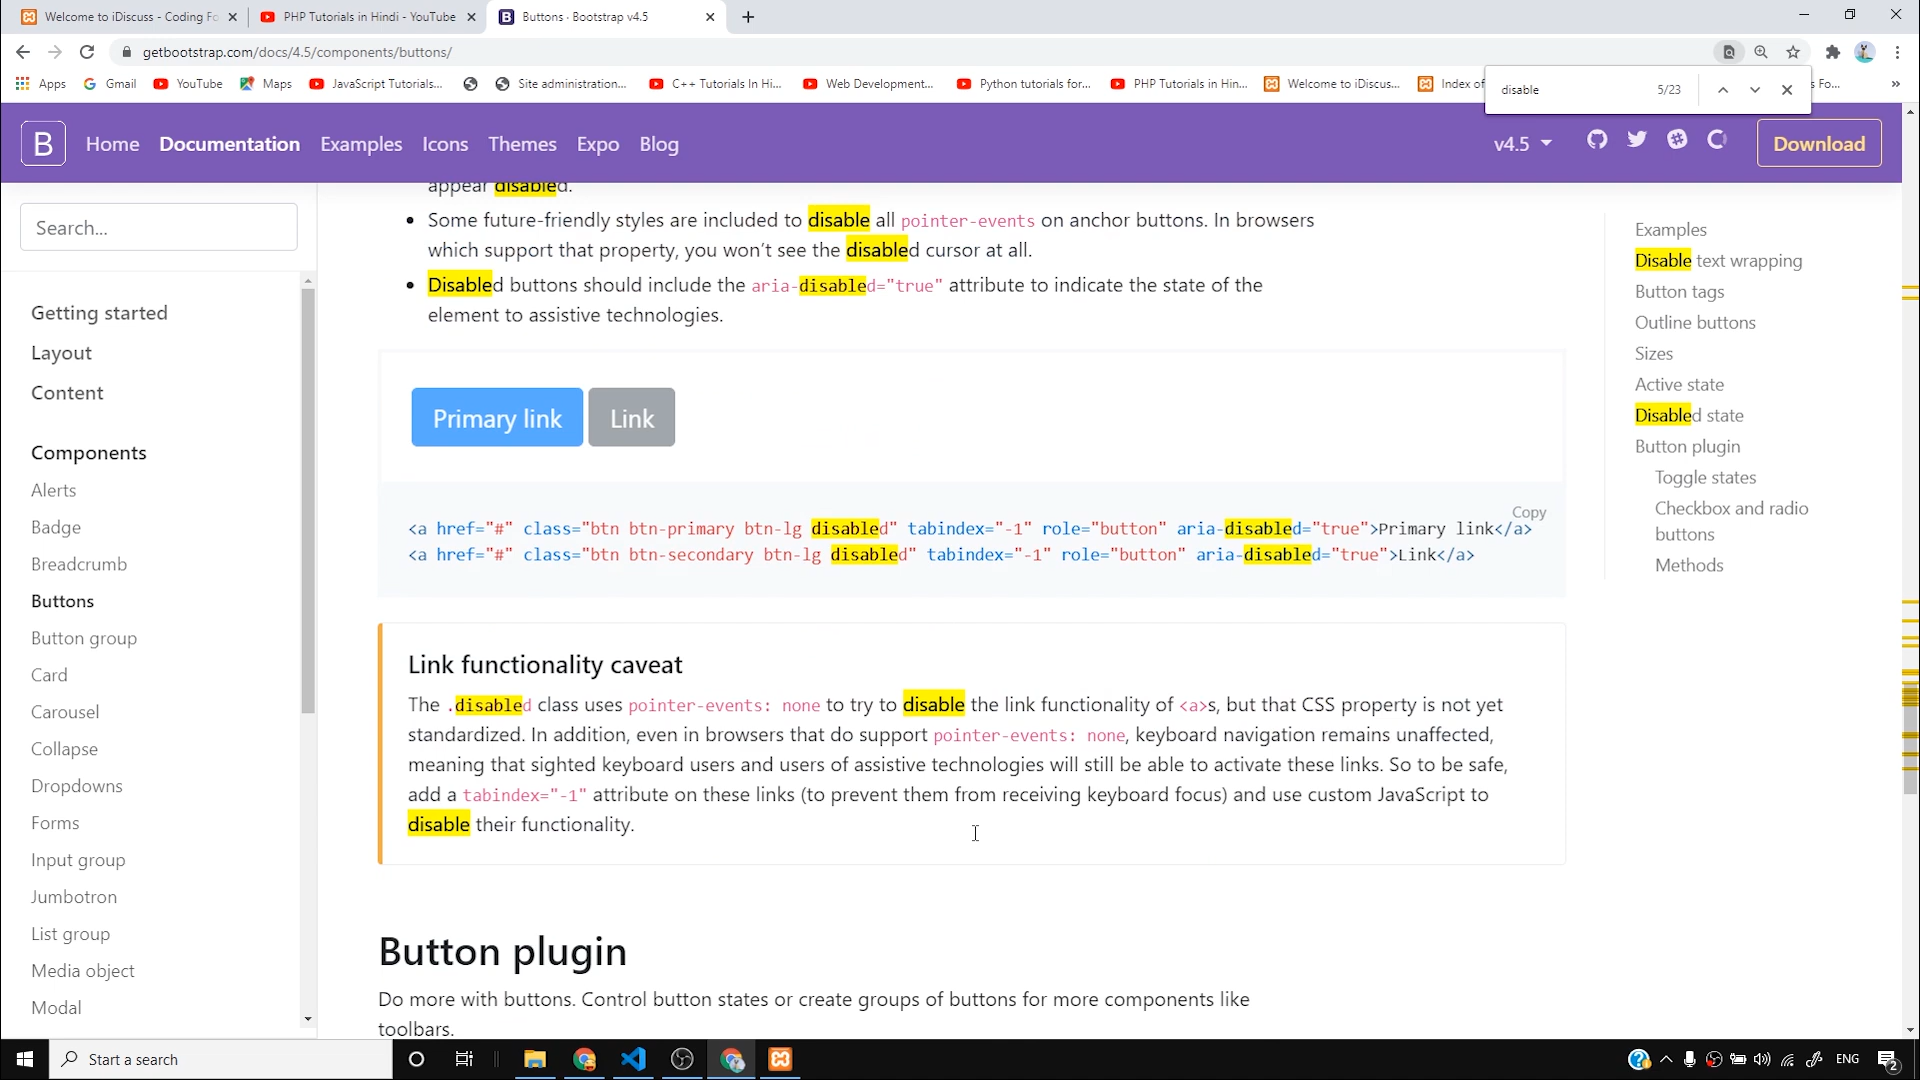 Welcome to iDiscuss - Coding Fo
PHP Tutorials in Hindi - YouTube
Buttons · Bootstrap v4.5
getbootstrap.com/docs/4.5/components/buttons/
Apps
Gmail
YouTube
Maps
JavaScript Tutorials...
Site administration...
C++ Tutorials In Hi...
Web Development...
Python tutorials for...
PHP Tutorials in Hin...
Welcome to iDiscus...
Index of
s Fo...
»
disable
5/23
B
Home
Documentation
Examples
Icons
Themes
Expo
Blog
v4.5
Download
Search...
Getting started
Layout
Content
Components
Alerts
Badge
Breadcrumb
Buttons
Button group
Card
Carousel
Collapse
Dropdowns
Forms
Input group
Jumbotron
List group
Media object
Modal
appear disabled.
• Some future-friendly styles are included to disable all pointer-events on anchor buttons. In browsers
which support that property, you won’t see the disabled cursor at all.
• Disabled buttons should include the aria-disabled="true" attribute to indicate the state of the
element to assistive technologies.
Primary link
Link
Copy
<a href="#" class="btn btn-primary btn-lg disabled" tabindex="-1" role="button" aria-disabled="true">Primary link</a>
<a href="#" class="btn btn-secondary btn-lg disabled" tabindex="-1" role="button" aria-disabled="true">Link</a>
Link functionality caveat
The .disabled class uses pointer-events: none to try to disable the link functionality of <a>s, but that CSS property is not yet
standardized. In addition, even in browsers that do support pointer-events: none, keyboard navigation remains unaffected,
meaning that sighted keyboard users and users of assistive technologies will still be able to activate these links. So to be safe,
add a tabindex="-1" attribute on these links (to prevent them from receiving keyboard focus) and use custom JavaScript to
disable their functionality.
Button plugin
Do more with buttons. Control button states or create groups of buttons for more components like
toolbars.
Examples
Disable text wrapping
Button tags
Outline buttons
Sizes
Active state
Disabled state
Button plugin
Toggle states
Checkbox and radio
buttons
Methods
Start a search
ENG
2